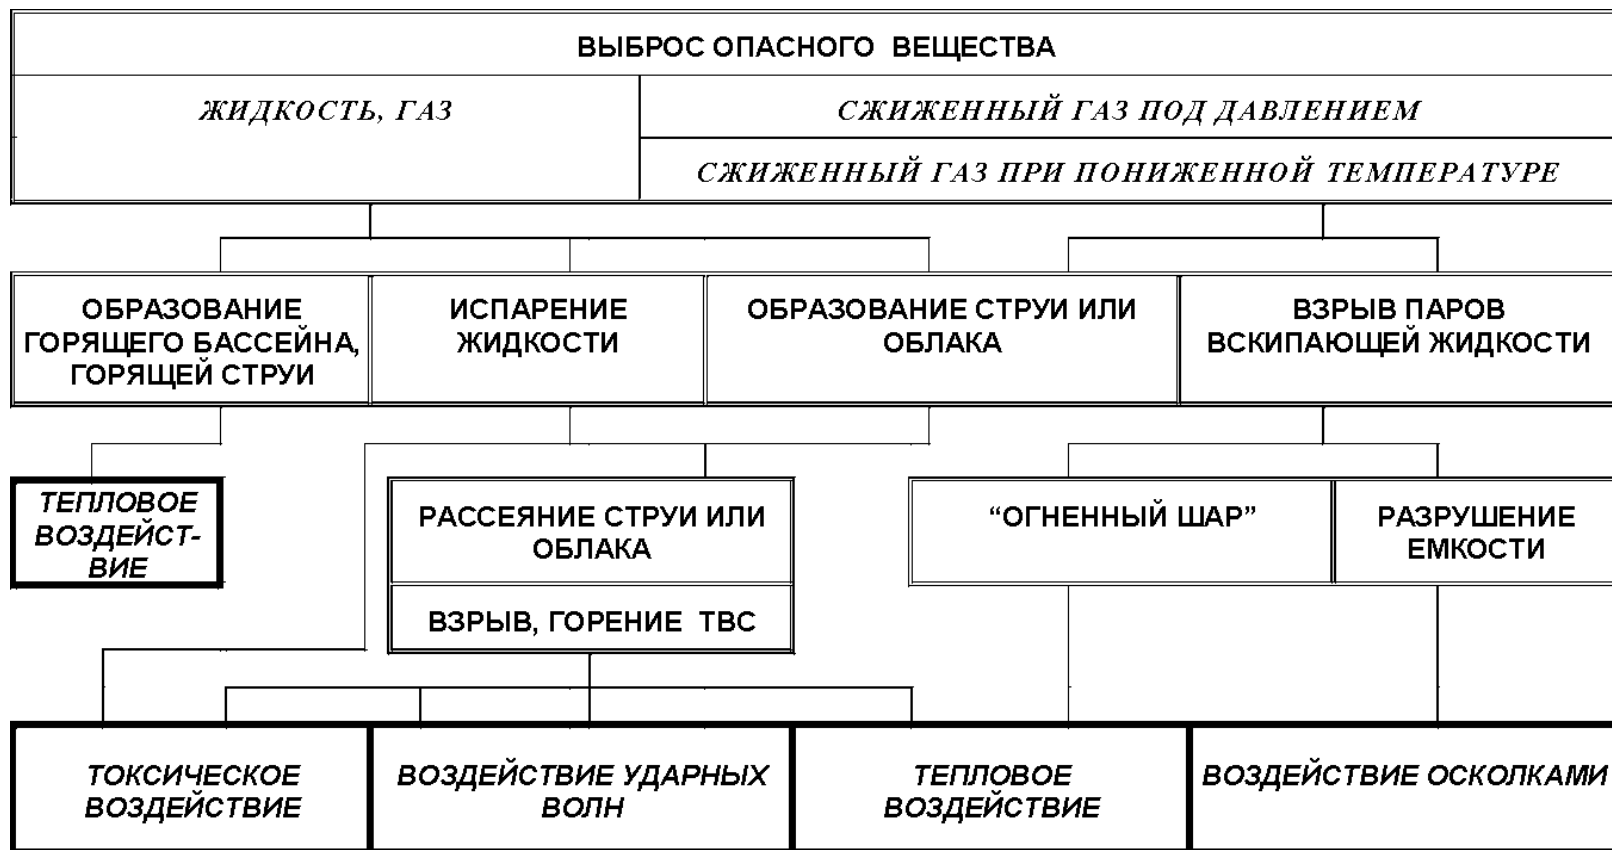 ВЫБРОС ОПАСНОГО ВЕЩЕСТВА
ЖИДКОСТЬ, ГАЗ
СЖИЖЕННЫЙ ГАЗ ПОД ДАВЛЕНИЕМ
СЖИЖЕННЫЙ ГАЗ ПРИ ПОНИЖЕННОЙ ТЕМПЕРАТУРЕ
ОБРАЗОВАНИЕ
ГОРЯЩЕГО БАССЕЙНА,
ГОРЯЩЕЙ СТРУИ
ИСПАРЕНИЕ
ЖИДКОСТИ
ОБРАЗОВАНИЕ СТРУИ ИЛИ
ОБЛАКА
ВЗРЫВ ПАРОВ
ВСКИПАЮЩЕЙ ЖИДКОСТИ
ТЕПЛОВОЕ
ВОЗДЕЙСТ-
ВИЕ
РАССЕЯНИЕ СТРУИ ИЛИ
ОБЛАКА
ВЗРЫВ, ГОРЕНИЕ ТВС
“ОГНЕННЫЙ ШАР”
РАЗРУШЕНИЕ
ЕМКОСТИ
ТОКСИЧЕСКОЕ
ВОЗДЕЙСТВИЕ
ВОЗДЕЙСТВИЕ УДАРНЫХ
ВОЛН
ТЕПЛОВОЕ
ВОЗДЕЙСТВИЕ
ВОЗДЕЙСТВИЕ ОСКОЛКАМИ